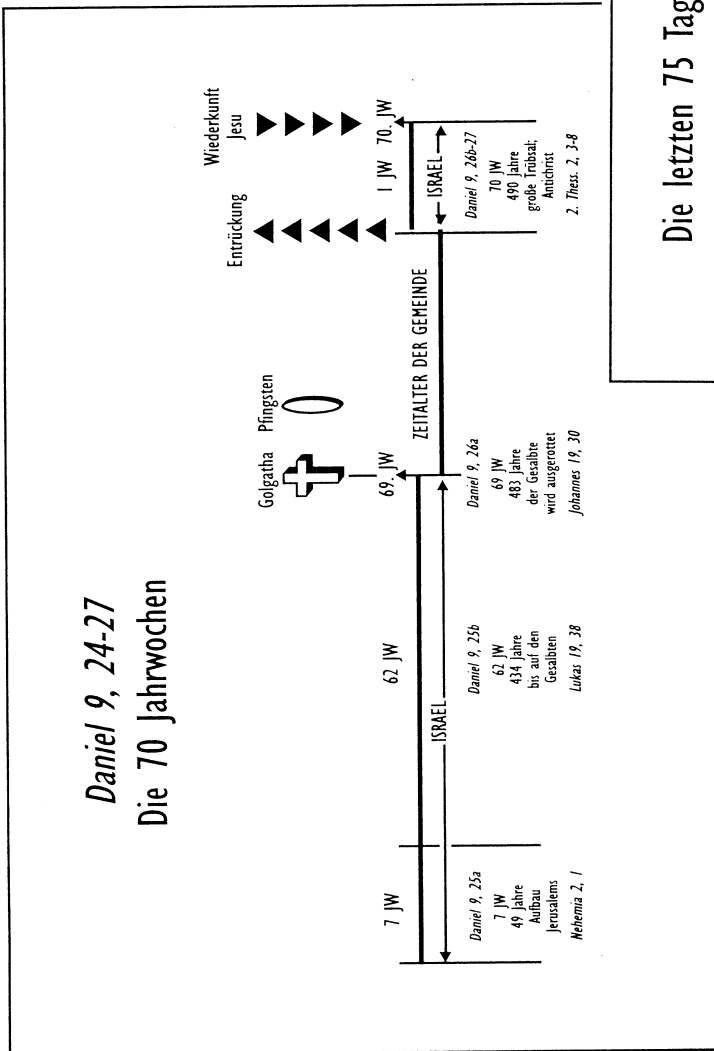 Daniel 9, 24-27
Die 70 Jahrwochen
Golgatha
Pfingsten
Entrückung
Wiederkunft
Jesu
7 JW
62 JW
69. JW
1 JW
70. JW
ZEITALTER DER GEMEINDE
ISRAEL
ISRAEL
Daniel 9, 25a
7 JW
49 Jahre
Aufbau
Jerusalems
Nehemia 2, 1
Daniel 9, 25b
62 JW
434 Jahre
bis auf den
Gesalbten
Lukas 19, 38
Daniel 9, 26a
69 JW
483 Jahre
der Gesalbte
wird ausgerottet
Johannes 19, 30
Daniel 9, 26b-27
70 JW
490 Jahre
große Trübsal;
Antichrist
2. Thess. 2, 3-8
Die letzten 75 Tag